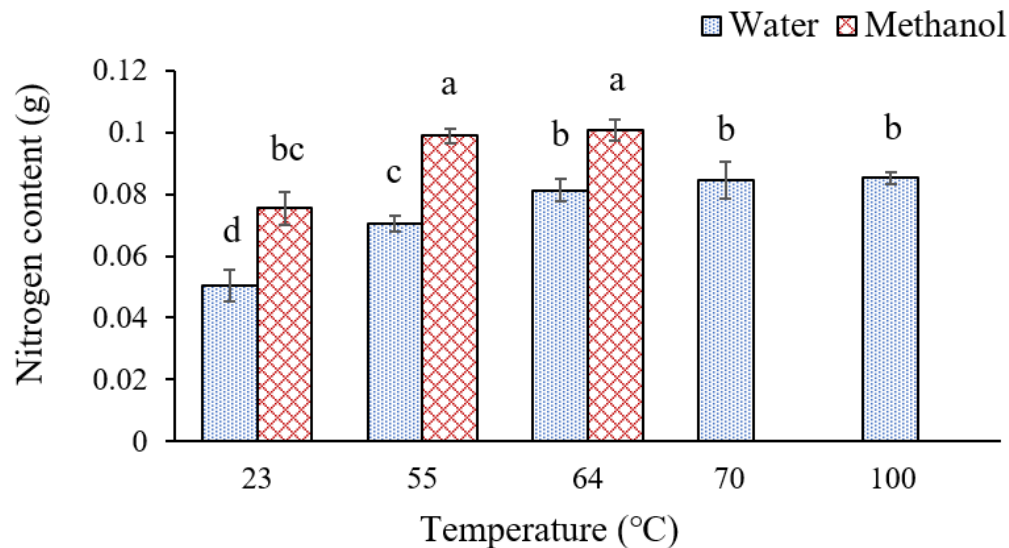 Water Methanol
Nitrogen content (g)
0.12
0.1
0.08
0.06
0.04
0.02
0
d
bc
c
a
b
a
b
b
23 55 64 70 100
Temperature (°C)